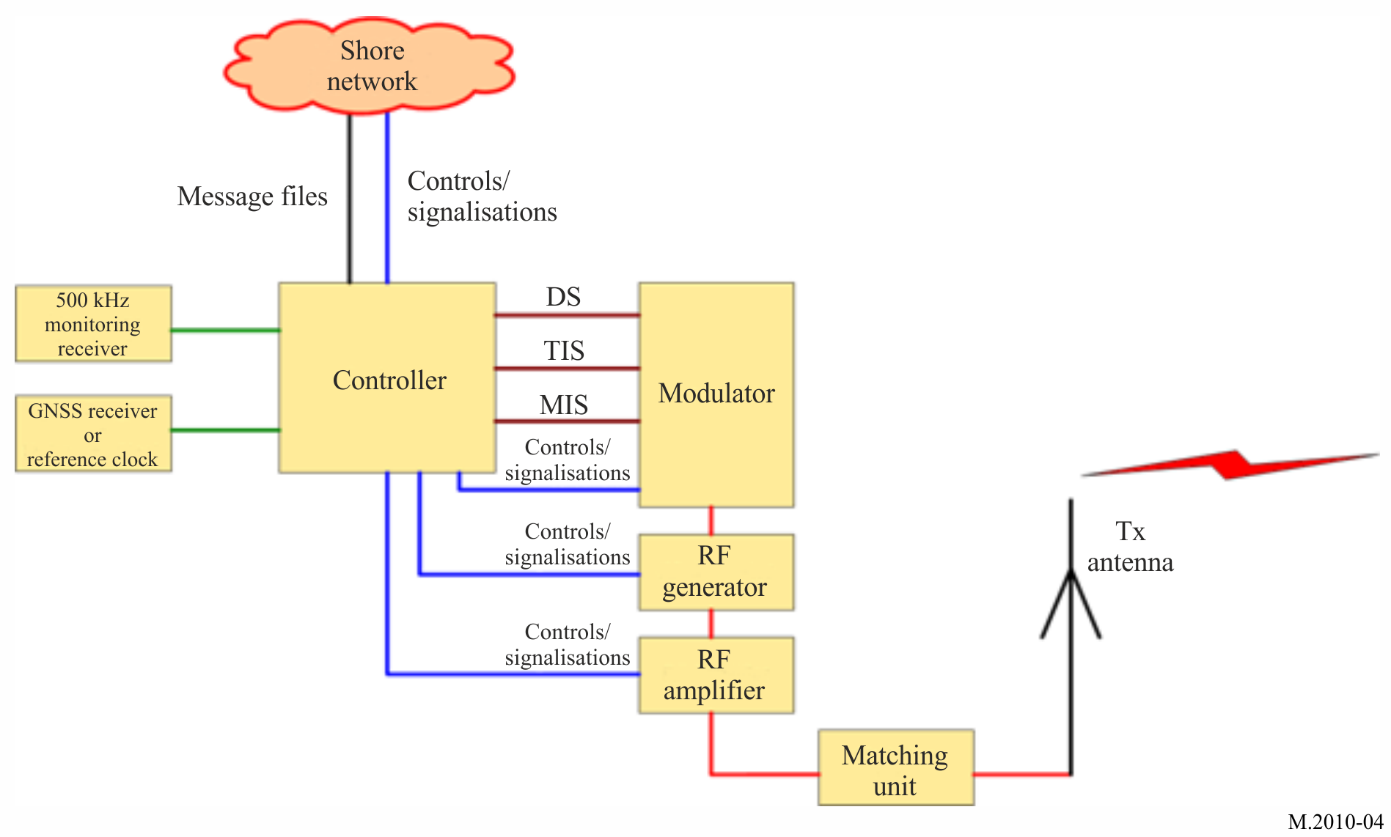 Shore
network
Message files
Controls/
signalisations
500 kHz
monitoring
receiver
GNSS receiver
or
reference clock
Controller
DS
TIS
MIS
Controls/
signalisations
Modulator
Controls/
signalisations
RF
generator
Controls/
signalisations
RF
amplifier
Matching
unit
Tx
antenna
M.2010-04